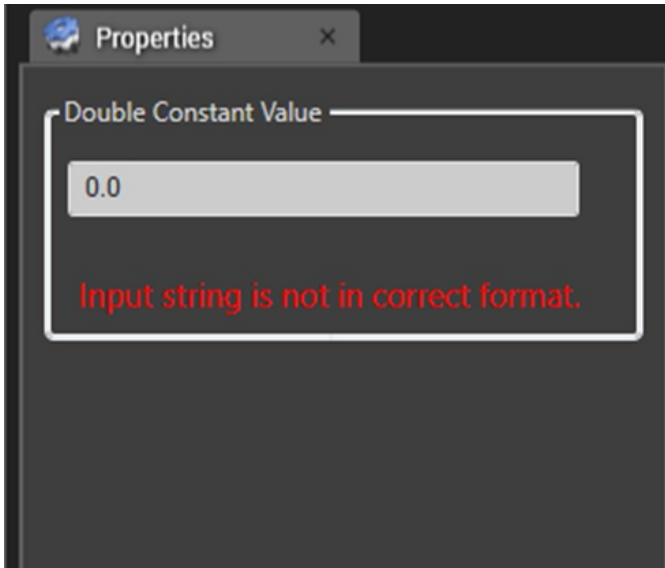 Properties
Double Constant Value
0.0
Input string is not in correct format.